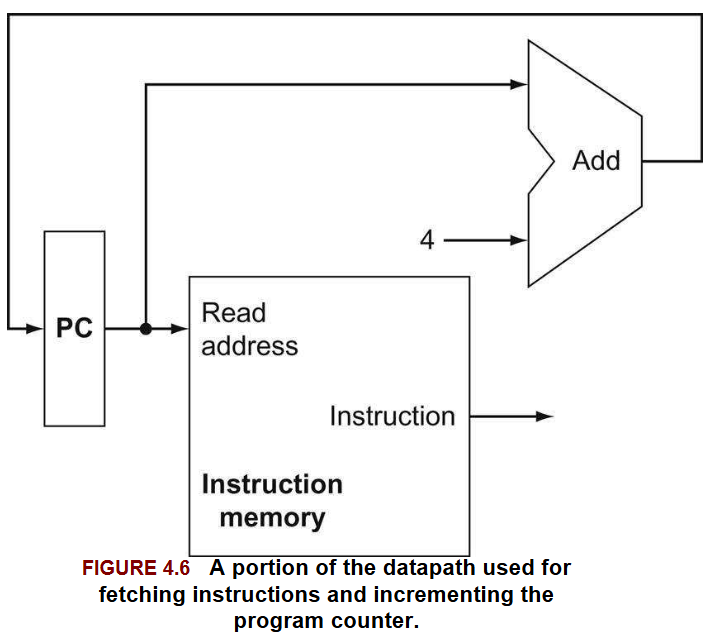 Add
4
PC
Read
address
Instruction
Instruction
memory
FIGURE 4.6 A portion of the datapath used for
fetching instructions and incrementing the
program counter.